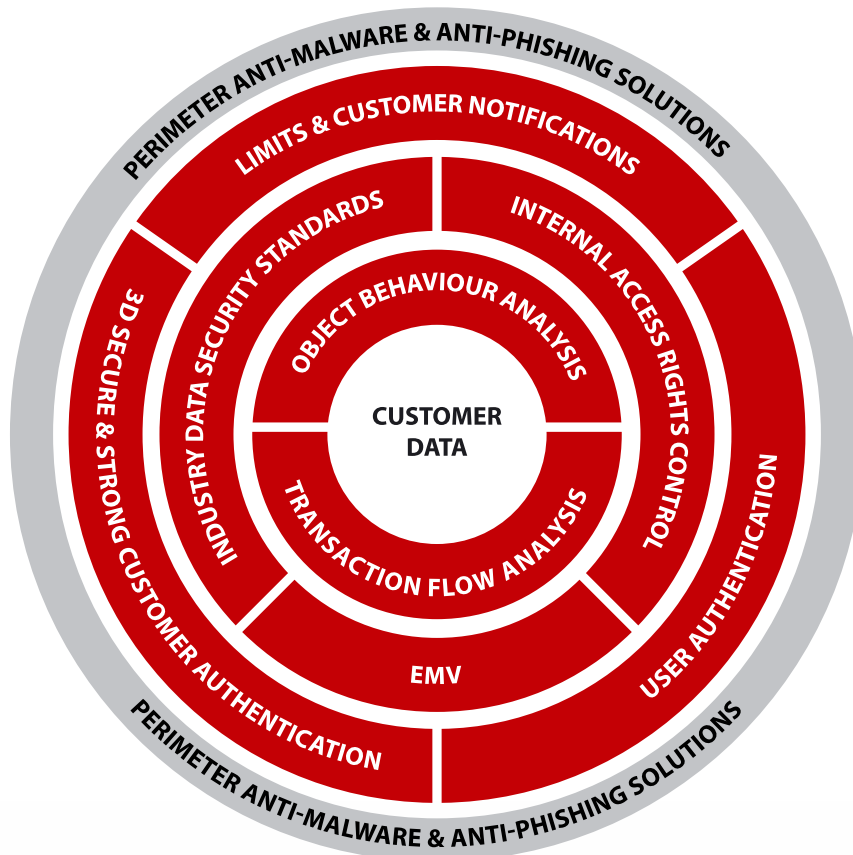 PERIMETER ANTI-MALWARE & ANTI-PHISHING SOLUTIONS
LIMITS & CUSTOMER NOTIFICATIONS
INDUSTRY DATA SECURITY STANDARDS
INTERNAL ACCESS RIGHTS CONTROL
OBJECT BEHAVIOUR ANALYSIS
3D SECURE & STRONG CUSTOMER AUTHENTICATION
CUSTOMER
DATA
TRANSACTION FLOW ANALYSIS
USER AUTHENTICATION
EMV
PERIMETER ANTI-MALWARE & ANTI-PHISHING SOLUTIONS